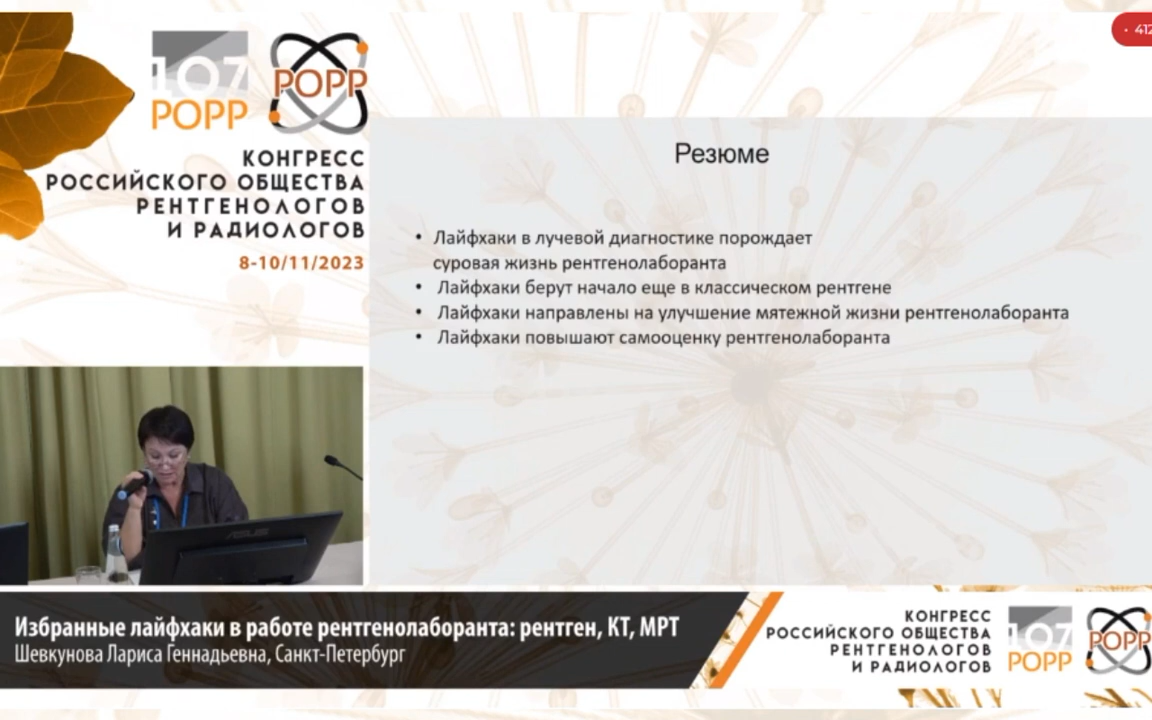 107
РОРР
РОРР
КОНГРЕСС
РОССИЙСКОГО ОБЩЕСТВА
РЕНТГЕНОЛОГОВ
И РАДИОЛОГОВ
8-10/11/2023
412
Резюме
• Лайфхаки в лучевой диагностике порождает
суровая жизнь рентгенолаборанта
• Лайфхаки берут начало еще в классическом рентгене
• Лайфхаки направлены на улучшение мятежной жизни рентгенолаборанта
• Лайфхаки повышают самооценку рентгенолаборанта
ASUS
Избранные лайфхаки в работе рентгенолаборанта: рентген, КТ, МРТ
Шевкунова Лариса Геннадьевна, Санкт-Петербург
КОНГРЕСС
РОССИЙСКОГО ОБЩЕСТВА
РЕНТГЕНОЛОГОВ
И РАДИОЛОГОВ
107
РОРР
РОРР